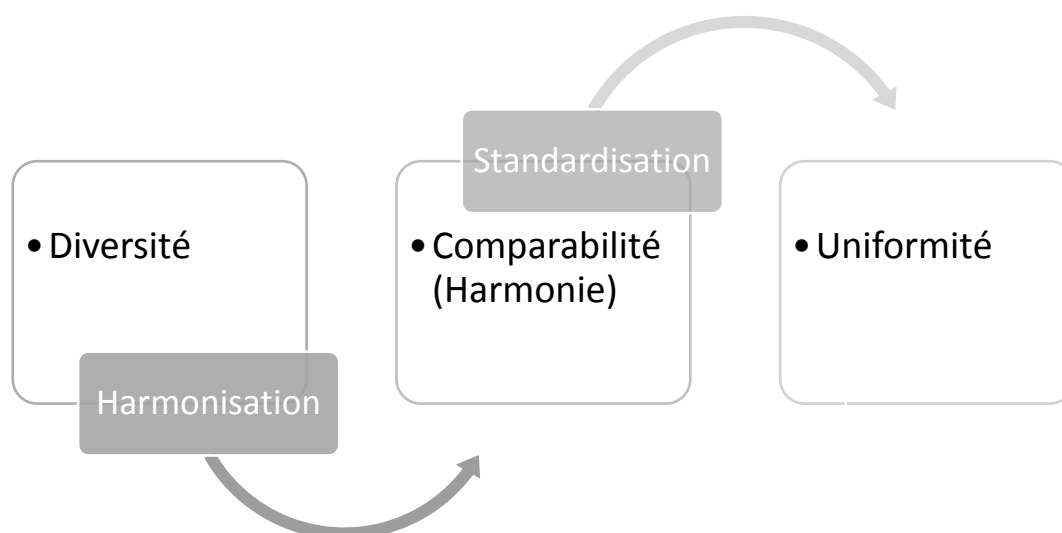 • Diversité
Harmonisation
Standardisation
• Comparabilité
(Harmonie)
• Uniformité